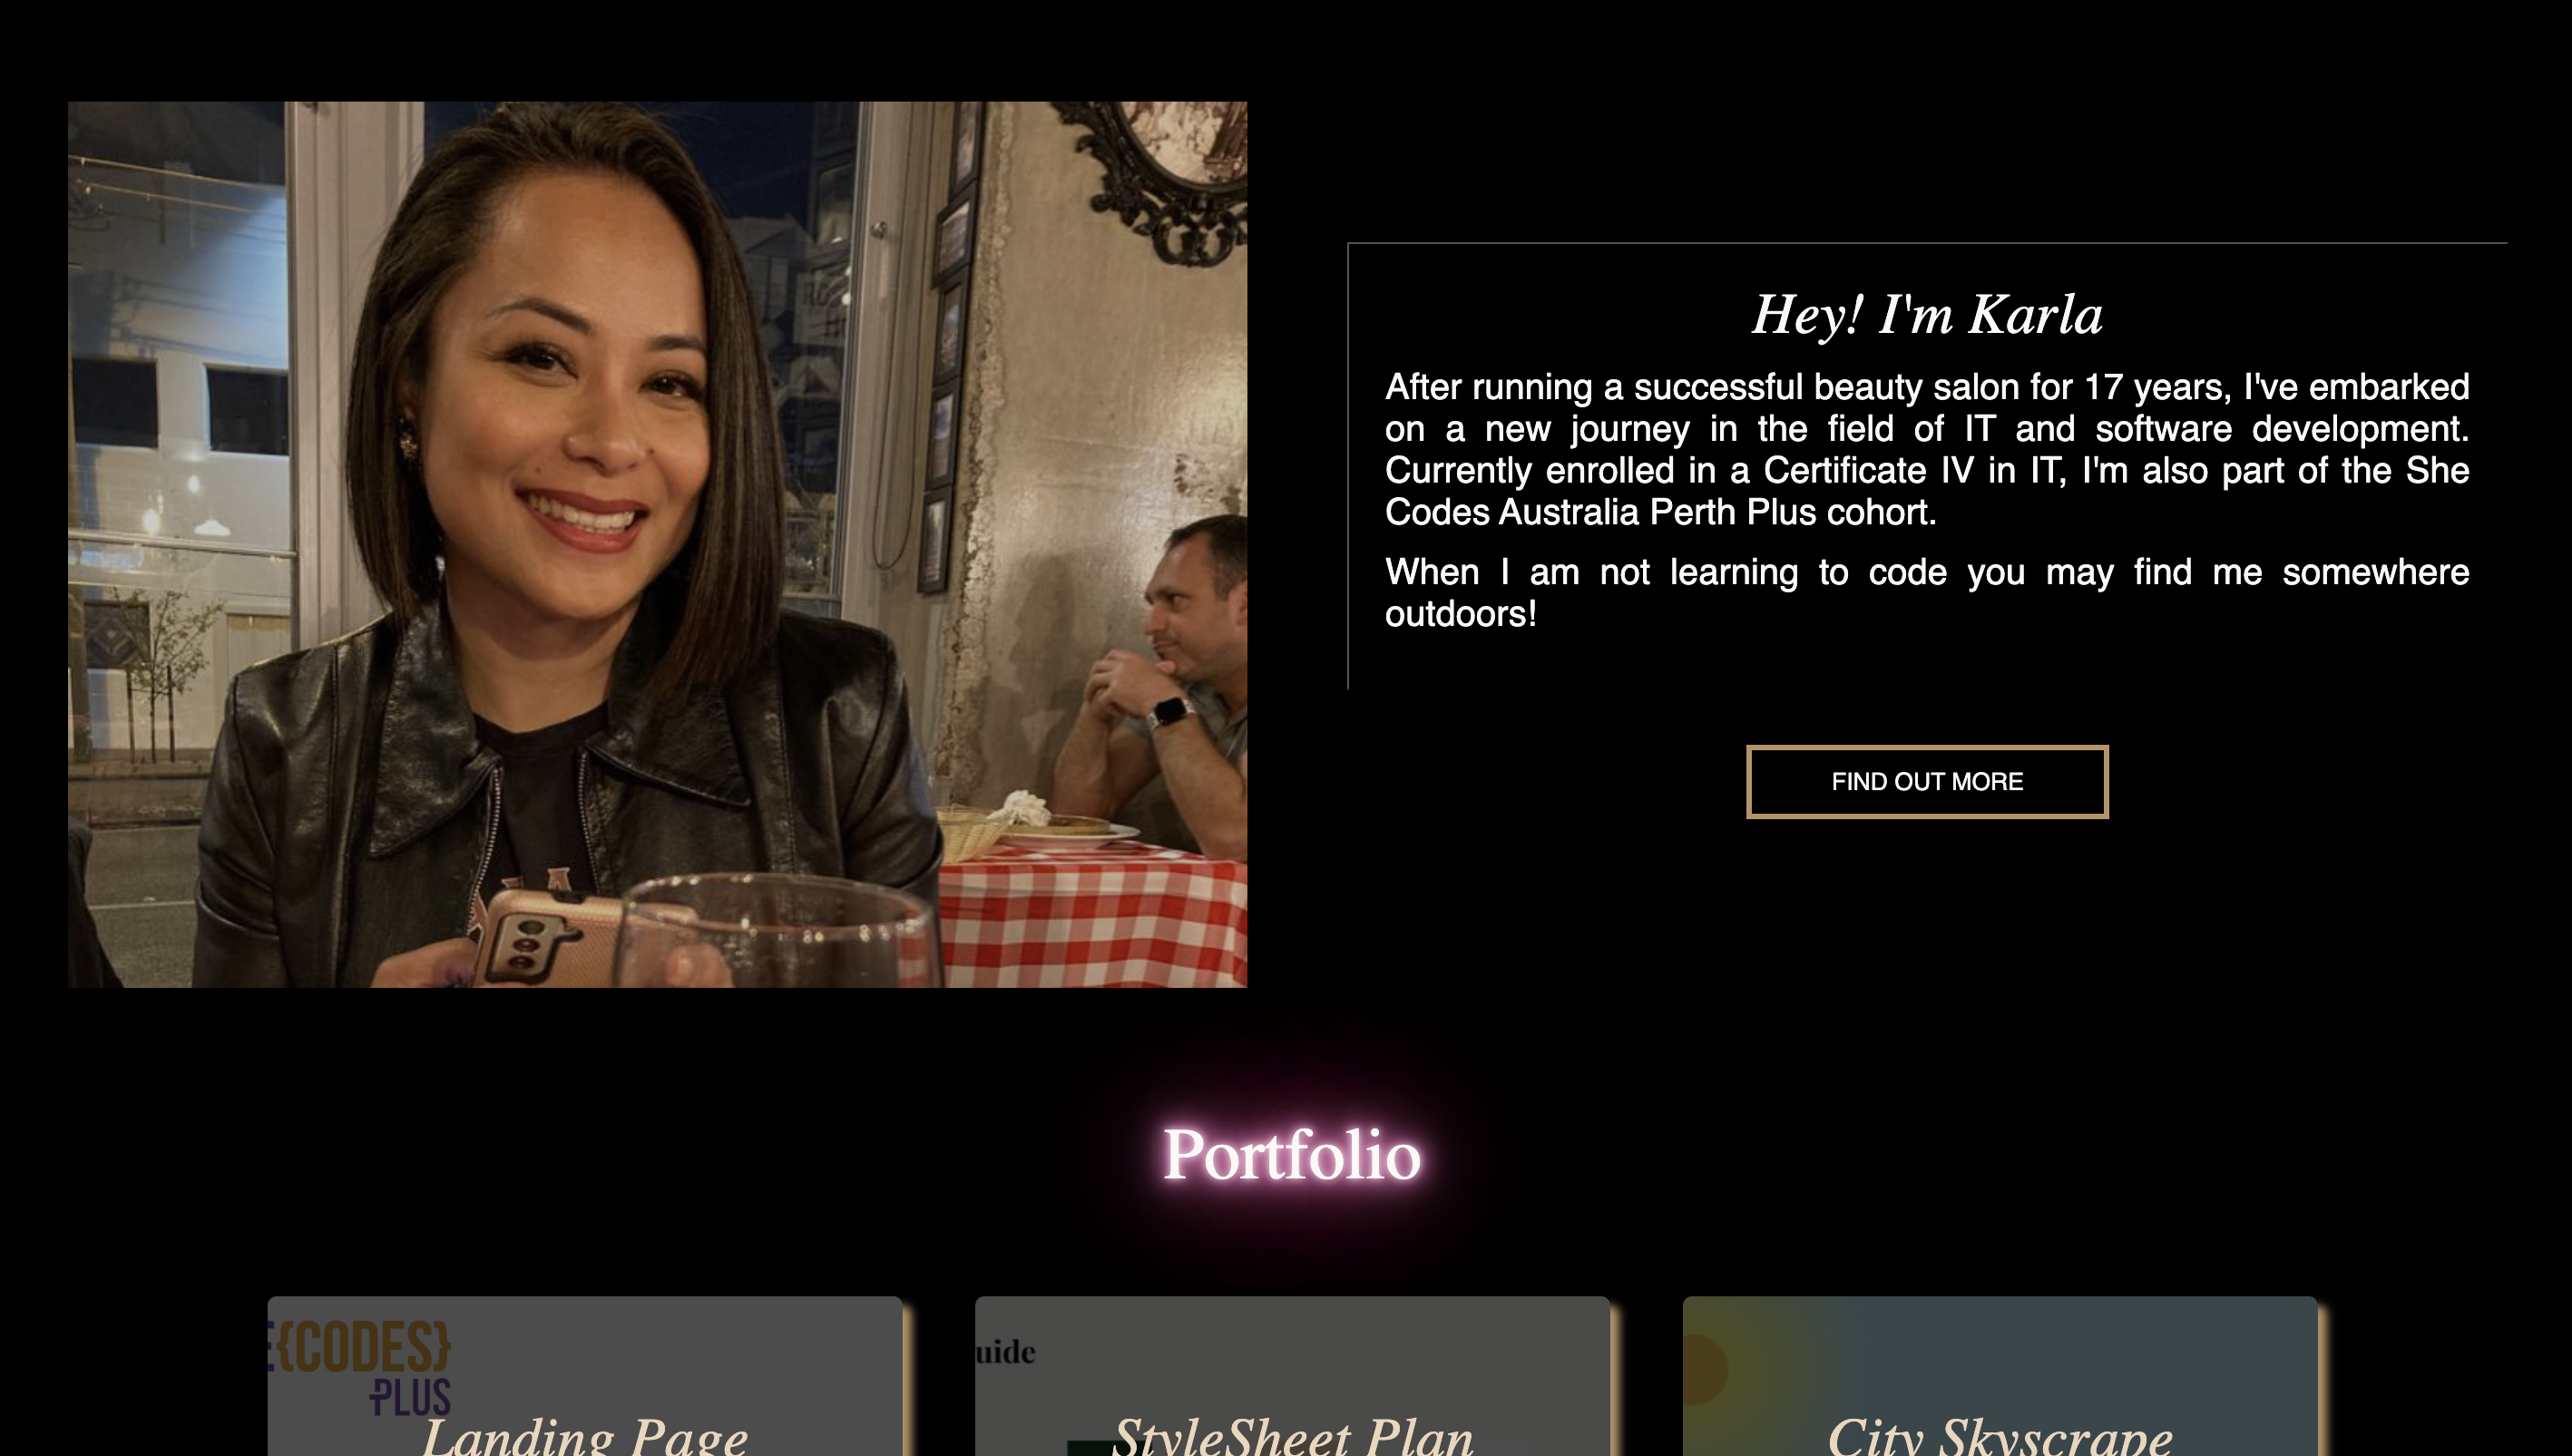 Hey! I'm Karla
After running a successful beauty salon for 17 years, I've embarked
on a new journey in the field of IT and software development.
Currently enrolled in a Certificate IV in IT, I'm also part of the She
Codes Australia Perth Plus cohort.
When I am not learning to code you may find me somewhere
outdoors!
FIND OUT MORE
Portfolio
E{CODES}
PLUS
Landing Page
uide
StyleSheet Plan
City Skyscrape